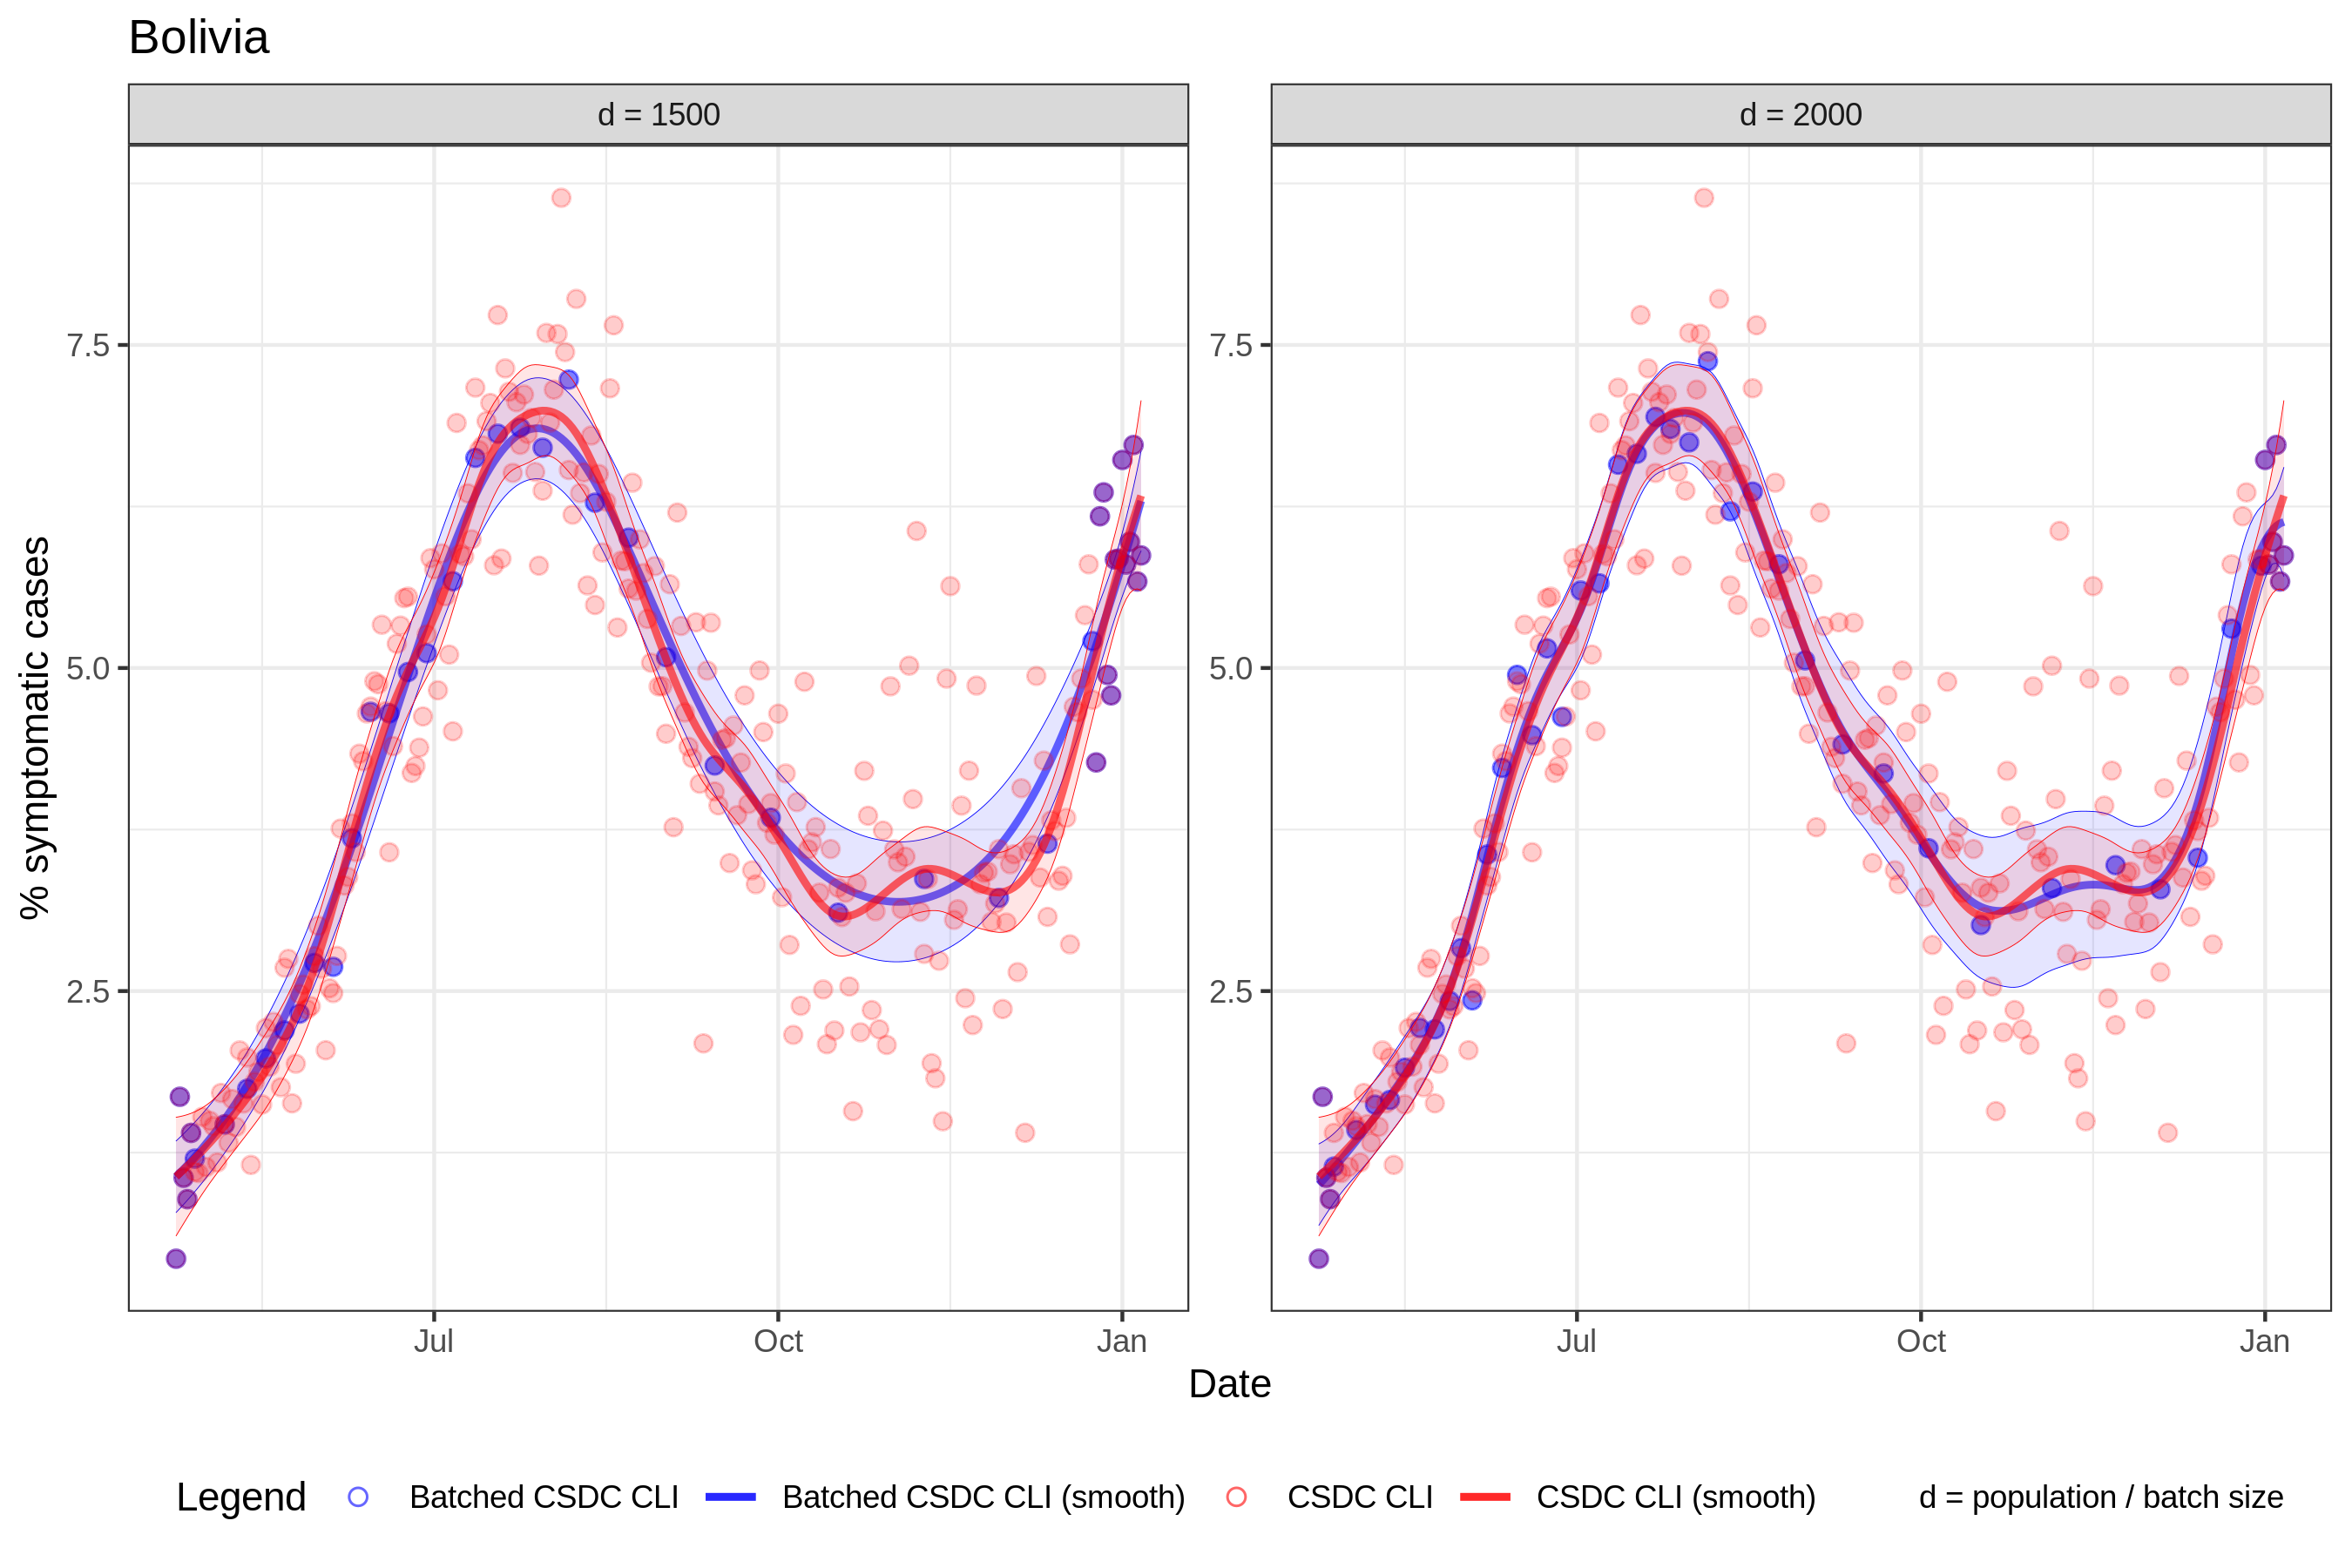 Bolivia
d = 1500
d = 2000
% symptomatic cases
7.5
5.0
2.5
7.5
5.0
2.5
Jul
Oct
Jan
Jul
Oct
Jan
Date
Legend
Batched CSDC CLI
Batched CSDC CLI (smooth)
CSDC CLI
CSDC CLI (smooth)
d = population / batch size